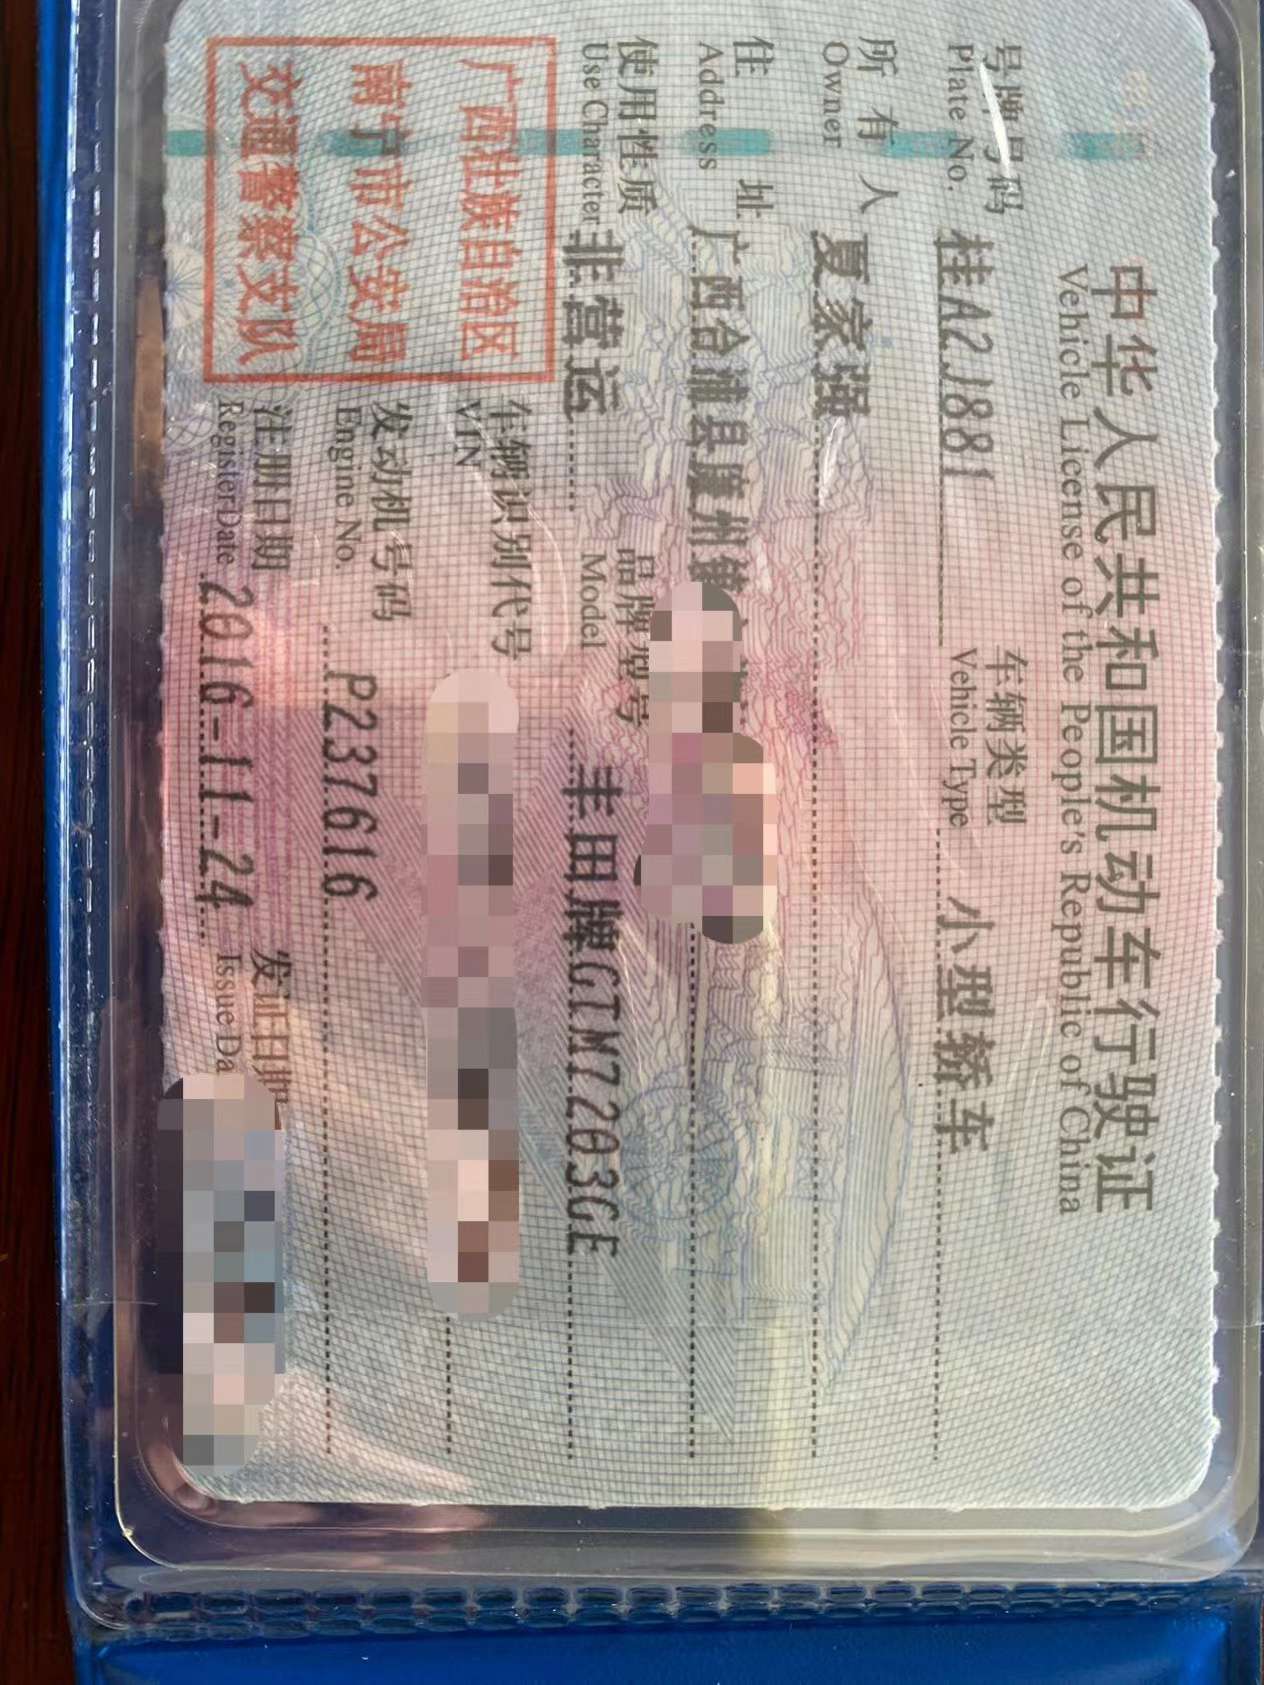 中华人民共和国机动车行驶证
Vehicle License of the People's Republic of China
号牌号码 桂A2J881 车辆类型 小型轿车
Plate No. Vehicle Type
所有人 夏家强
Owner
住址 广西合浦县廉州镇
Address
使用性质 非营运 品牌型号 丰田牌GTM7203GE
Use Character Model
广西壮族自治区
南宁市公安局
交通警察支队
车辆识别代号
VIN
发动机号码 P237616
Engine No.
注册日期 2016-11-24 发证日期
Register Date Issue Da